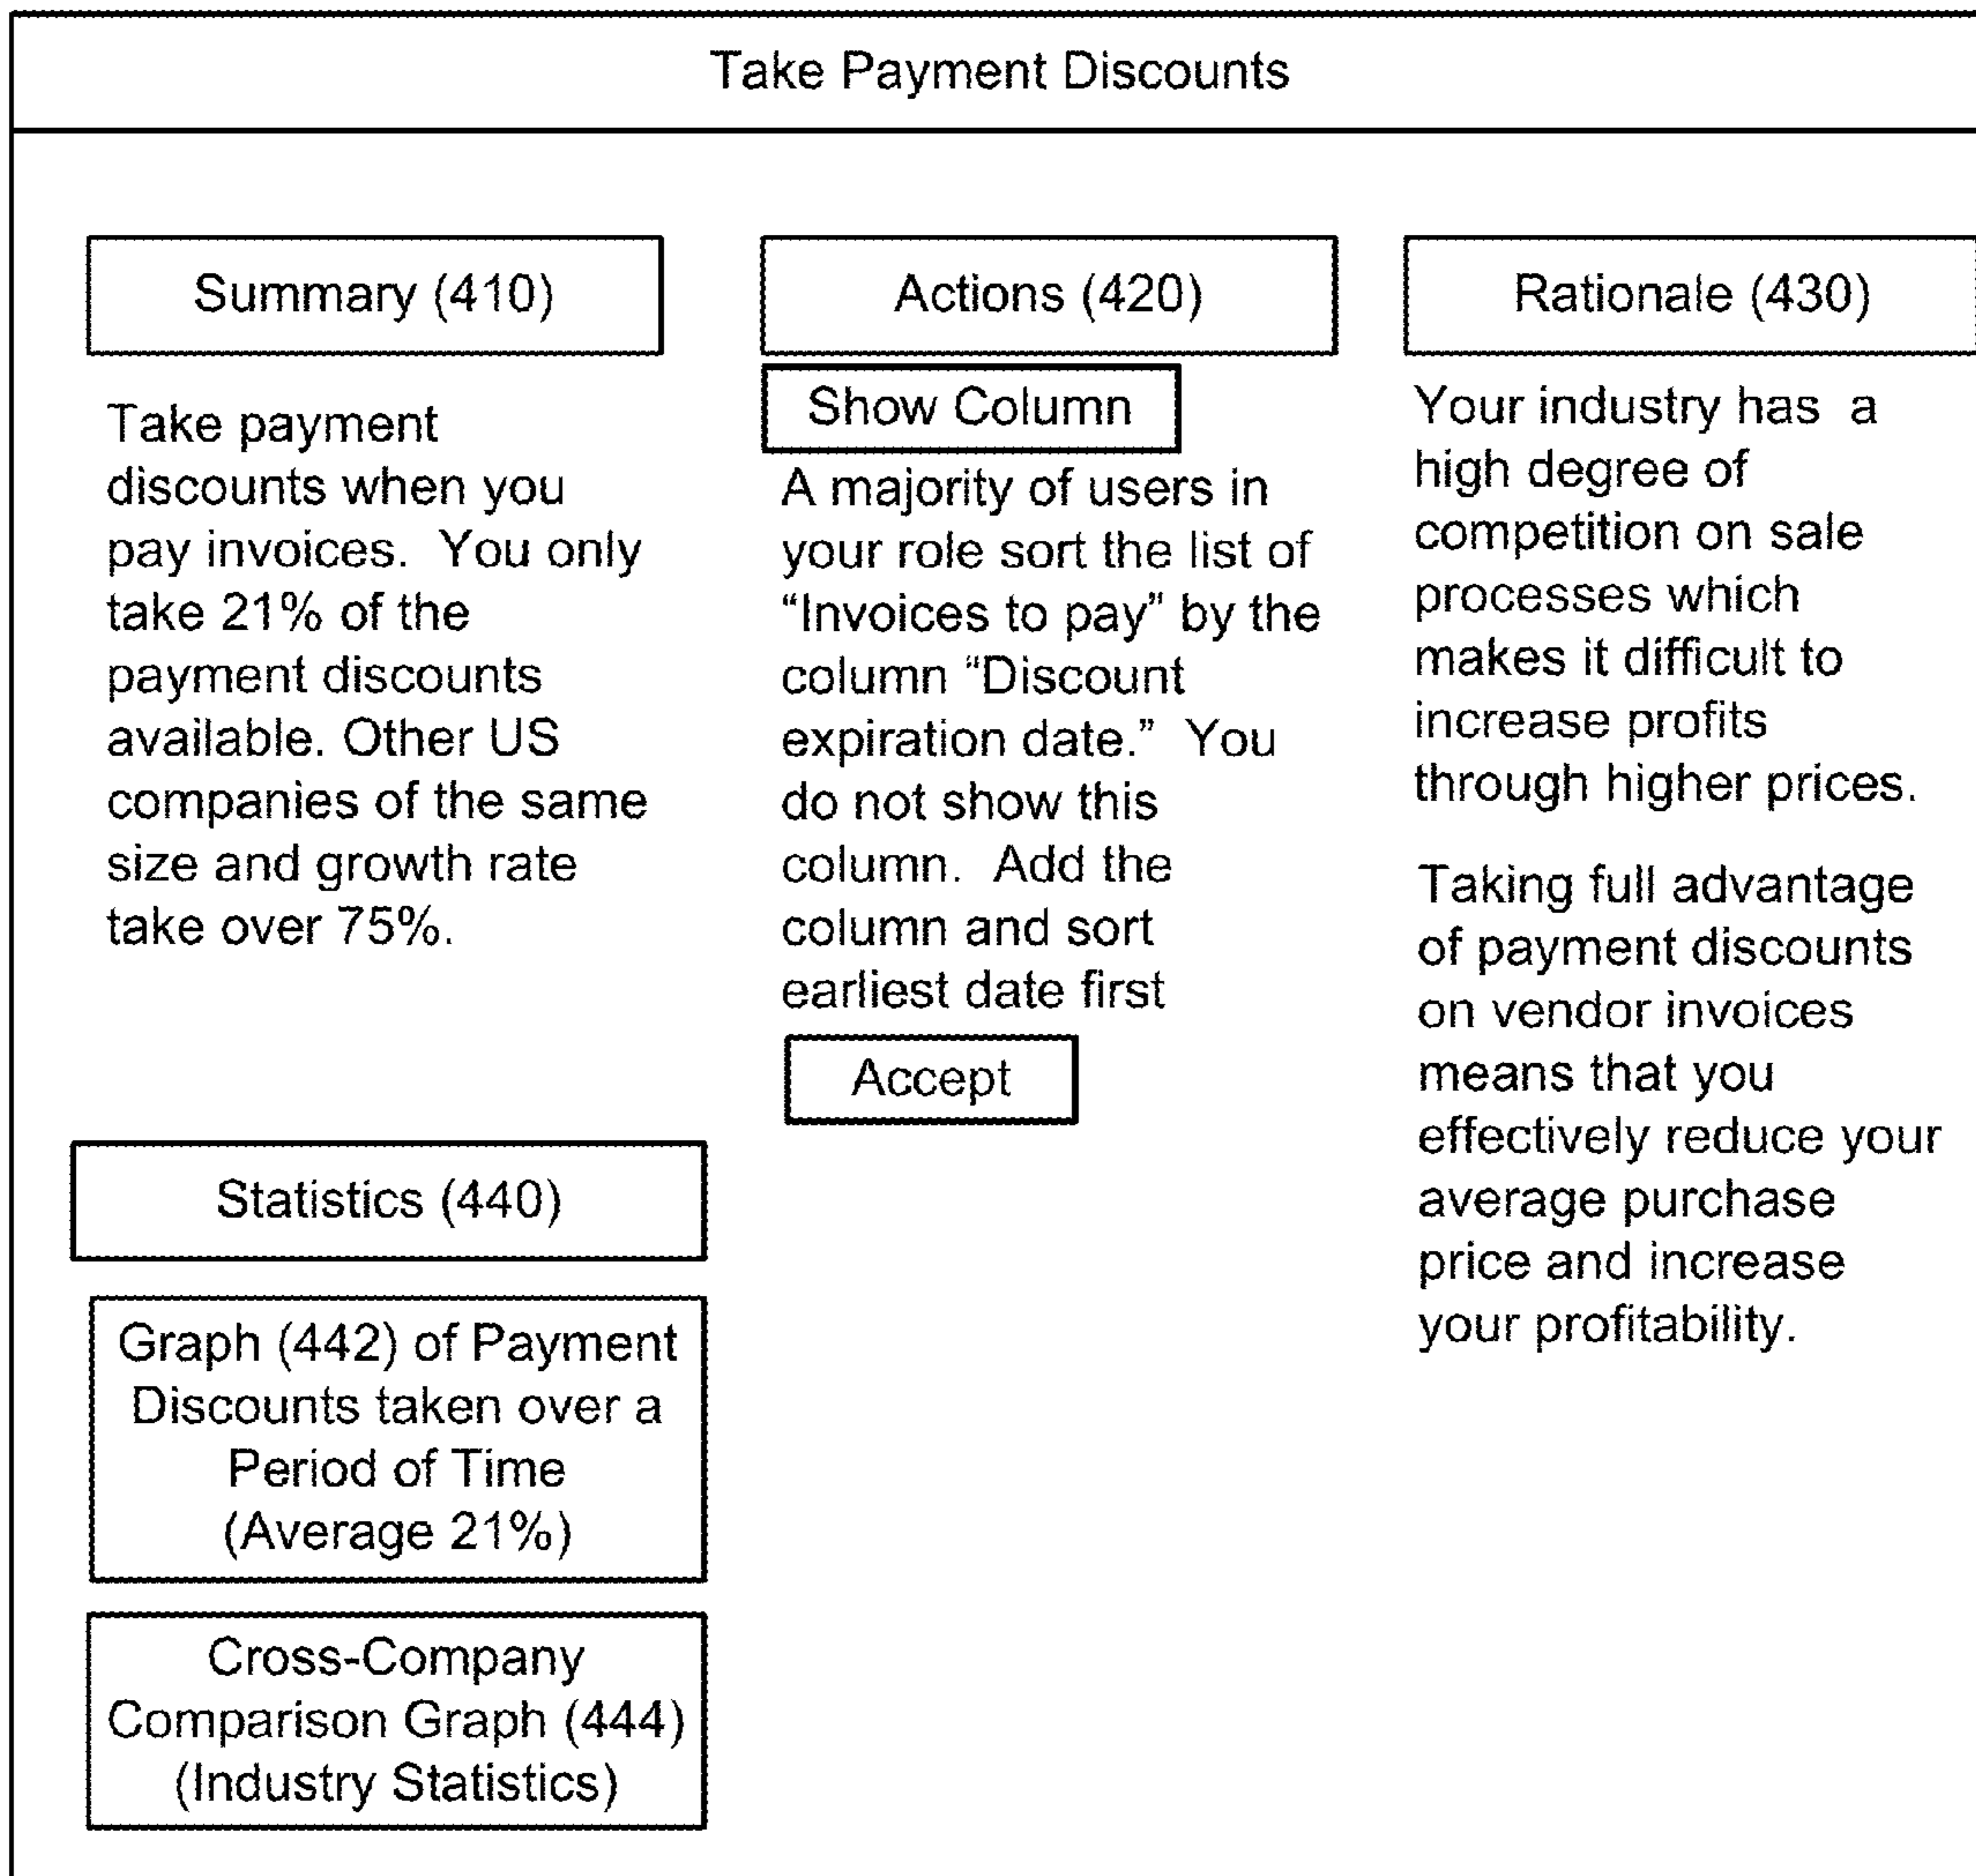 Take Payment Discounts
Summary (410)
Take payment
discounts when you
pay invoices.  You only
take 21% of the
payment discounts
available. Other US
companies of the same
size and growth rate
take over 75%.
Actions (420)
Show Column
A majority of users in
your role sort the list of
“Invoices to pay” by the
column “Discount
expiration date.”  You
do not show this
column.  Add the
column and sort
earliest date first
Accept
Rationale (430)
Your industry has  a
high degree of
competition on sale
processes which
makes it difficult to
increase profits
through higher prices.
Taking full advantage
of payment discounts
on vendor invoices
means that you
effectively reduce your
average purchase
price and increase
your profitability.
Statistics (440)
Graph (442) of Payment
Discounts taken over a
Period of Time
(Average 21%)
Cross-Company
Comparison Graph (444)
(Industry Statistics)